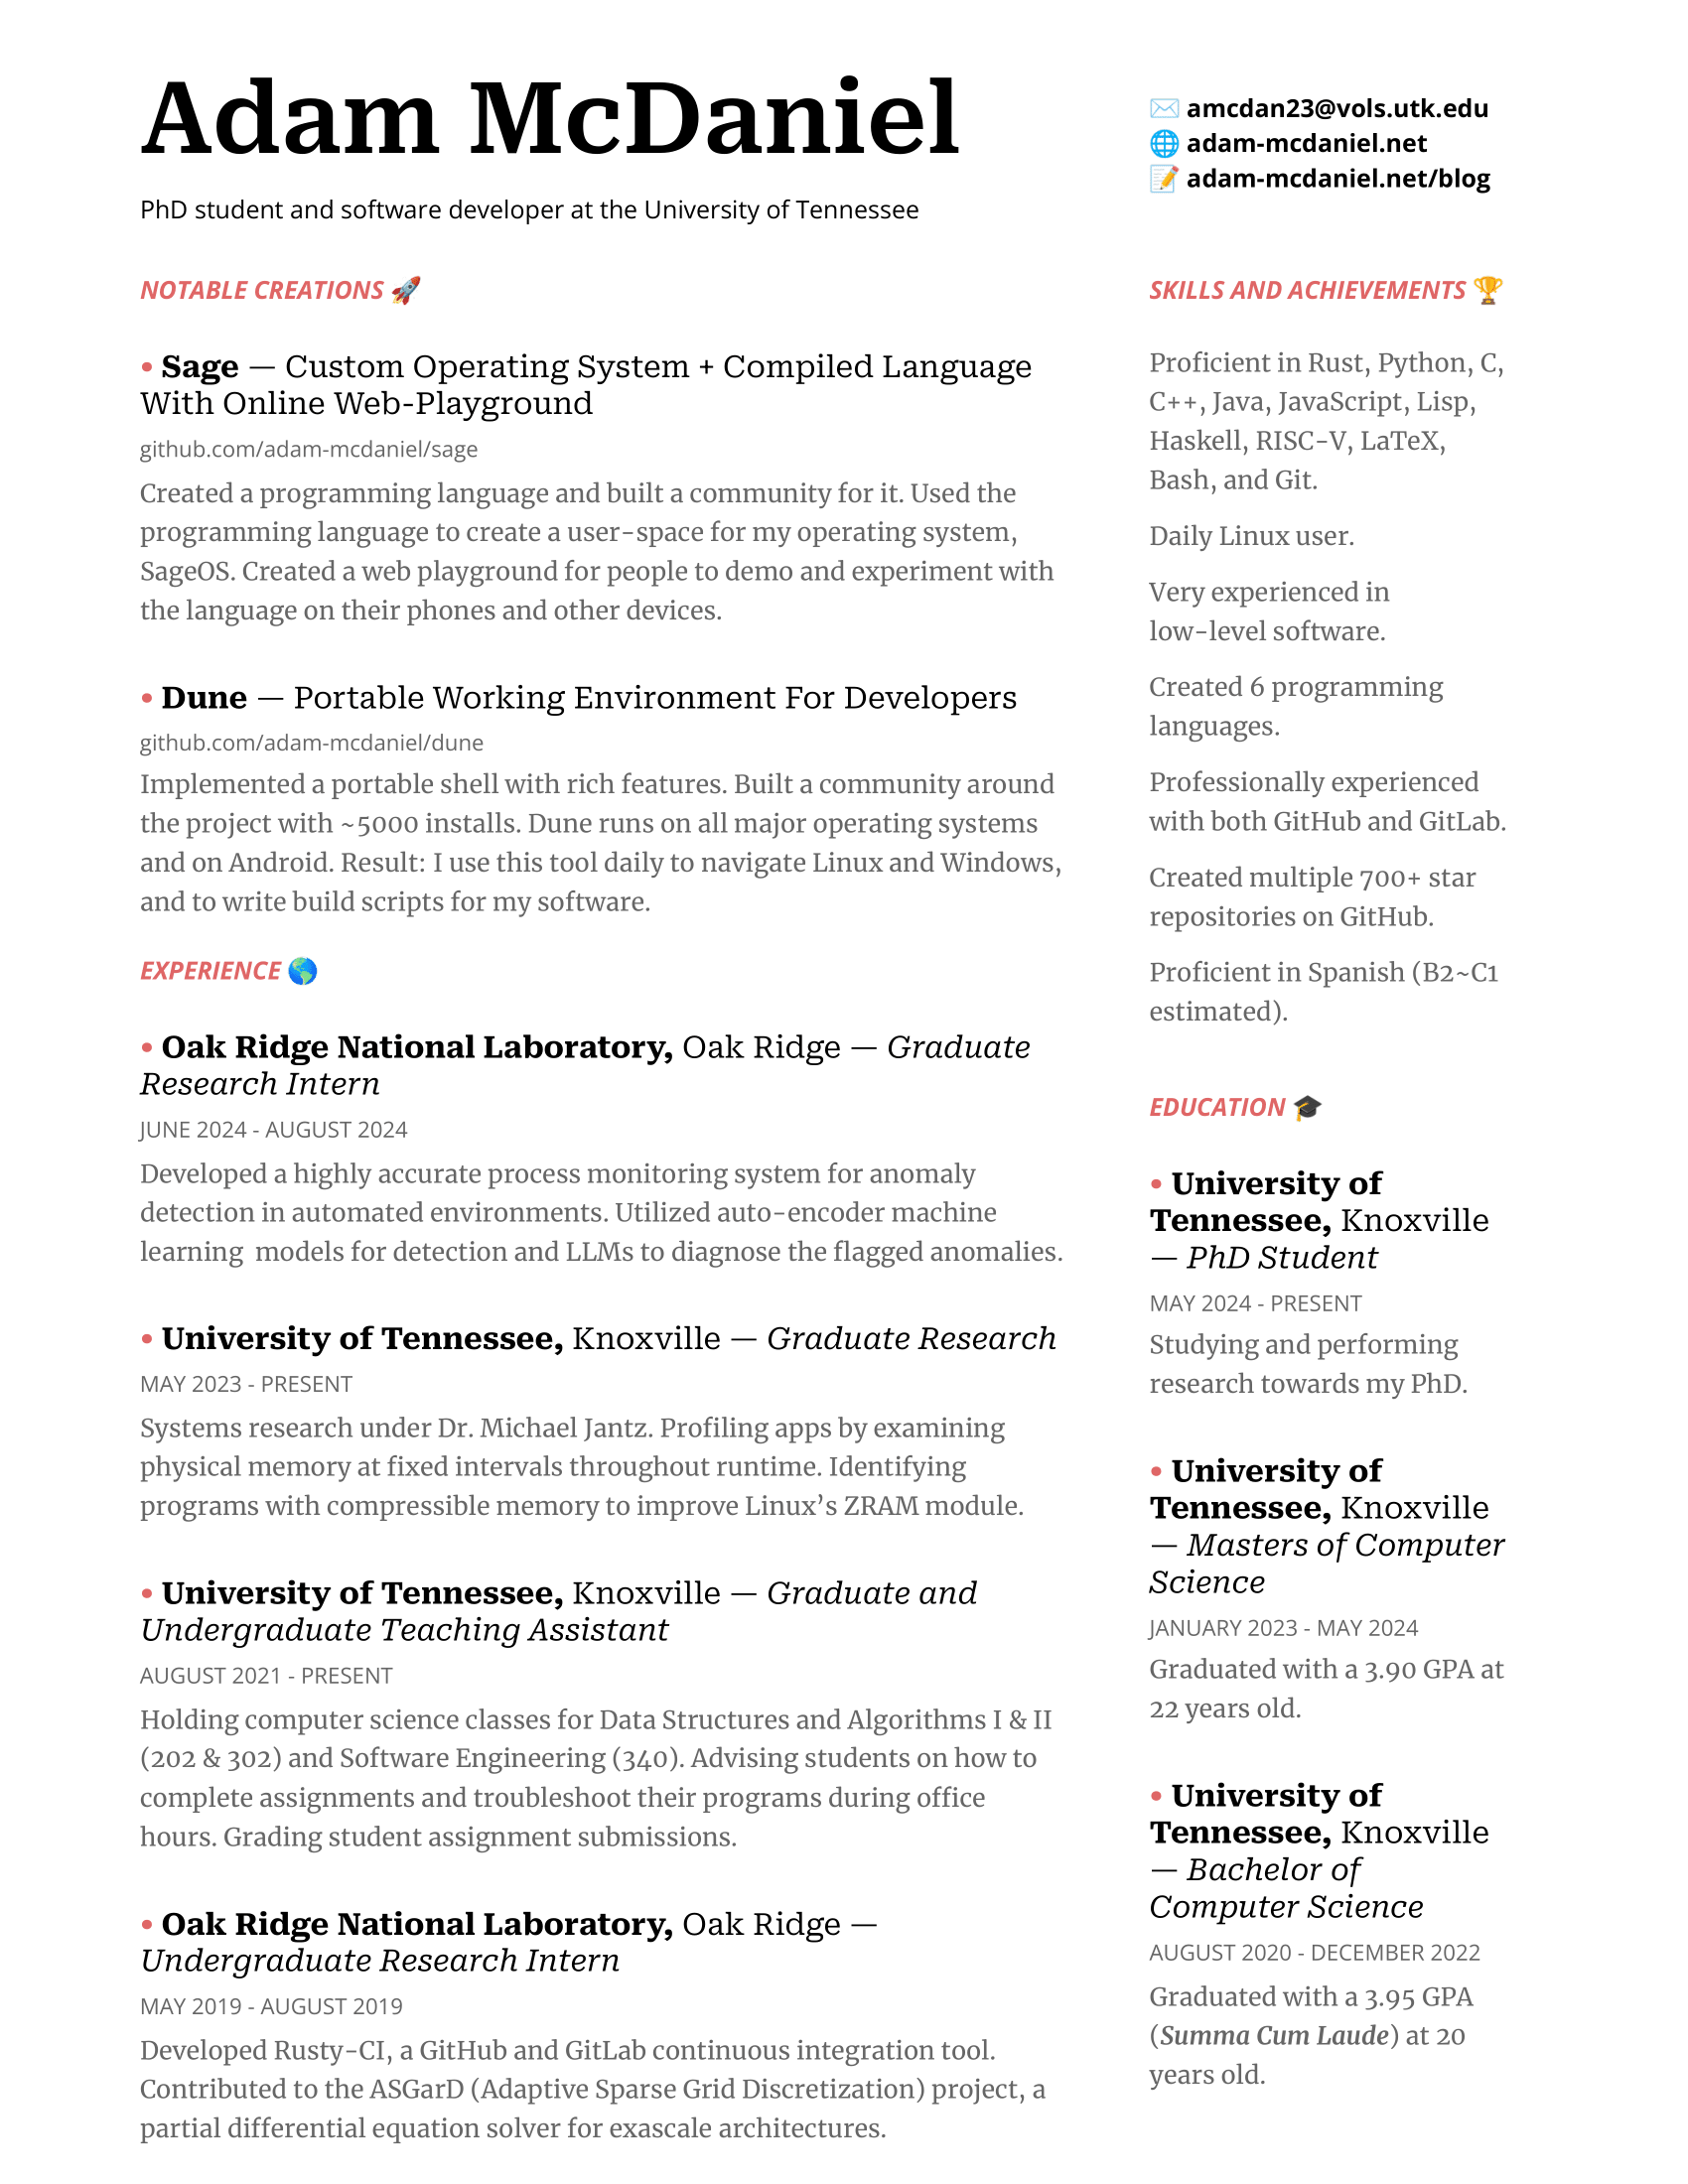 Adam McDaniel
PhD student and software developer at the University of Tennessee
✉️ amcdan23@vols.utk.edu
🌐 adam-mcdaniel.net
📝 adam-mcdaniel.net/blog
NOTABLE CREATIONS 🚀
• Sage — Custom Operating System + Compiled Language
With Online Web-Playground
github.com/adam-mcdaniel/sage
Created a programming language and built a community for it. Used the
programming language to create a user-space for my operating system,
SageOS. Created a web playground for people to demo and experiment with
the language on their phones and other devices.
• Dune — Portable Working Environment For Developers
github.com/adam-mcdaniel/dune
Implemented a portable shell with rich features. Built a community around
the project with ~5000 installs. Dune runs on all major operating systems
and on Android. Result: I use this tool daily to navigate Linux and Windows,
and to write build scripts for my software.
EXPERIENCE 🌎
• Oak Ridge National Laboratory, Oak Ridge — Graduate
Research Intern
JUNE 2024 - AUGUST 2024
Developed a highly accurate process monitoring system for anomaly
detection in automated environments. Utilized auto-encoder machine
learning  models for detection and LLMs to diagnose the flagged anomalies.
• University of Tennessee, Knoxville — Graduate Research
MAY 2023 - PRESENT
Systems research under Dr. Michael Jantz. Profiling apps by examining
physical memory at fixed intervals throughout runtime. Identifying
programs with compressible memory to improve Linux’s ZRAM module.
• University of Tennessee, Knoxville — Graduate and
Undergraduate Teaching Assistant
AUGUST 2021 - PRESENT
Holding computer science classes for Data Structures and Algorithms I & II
(202 & 302) and Software Engineering (340). Advising students on how to
complete assignments and troubleshoot their programs during office
hours. Grading student assignment submissions.
• Oak Ridge National Laboratory, Oak Ridge —
Undergraduate Research Intern
MAY 2019 - AUGUST 2019
Developed Rusty-CI, a GitHub and GitLab continuous integration tool.
Contributed to the ASGarD (Adaptive Sparse Grid Discretization) project, a
partial differential equation solver for exascale architectures.
SKILLS AND ACHIEVEMENTS 🏆
Proficient in Rust, Python, C,
C++, Java, JavaScript, Lisp,
Haskell, RISC-V, LaTeX,
Bash, and Git.
Daily Linux user.
Very experienced in
low-level software.
Created 6 programming
languages.
Professionally experienced
with both GitHub and GitLab.
Created multiple 700+ star
repositories on GitHub.
Proficient in Spanish (B2~C1
estimated).
EDUCATION 🎓
• University of
Tennessee, Knoxville
— PhD Student
MAY 2024 - PRESENT
Studying and performing
research towards my PhD.
• University of
Tennessee, Knoxville
— Masters of Computer
Science
JANUARY 2023 - MAY 2024
Graduated with a 3.90 GPA at
22 years old.
• University of
Tennessee, Knoxville
— Bachelor of
Computer Science
AUGUST 2020 - DECEMBER 2022
Graduated with a 3.95 GPA
(Summa Cum Laude) at 20
years old.